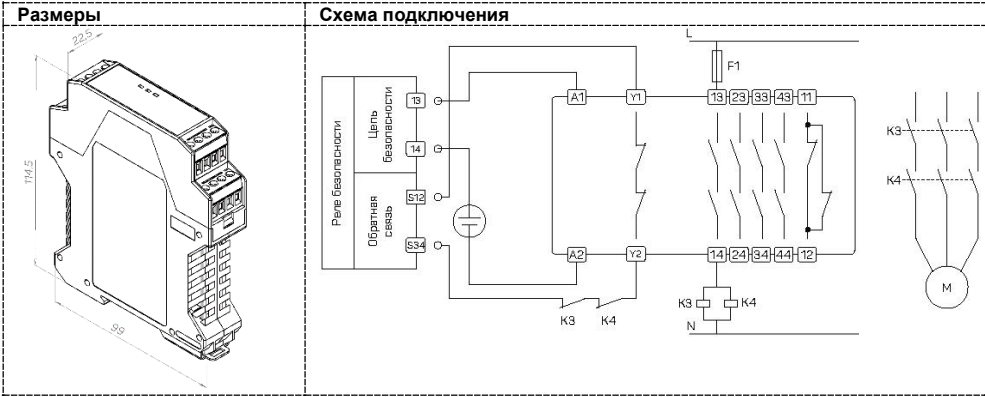 Размеры
Схема подключения
22.5
114.5
99
Реле безопасности
Цепь безопасности
Обратная связь
13
14
S12
S34
A1
Y1
A2
Y2
L
F1
13 23 33 43 11
14 24 34 44 12
K3 K4
K3 K4
N
K3
K4
M